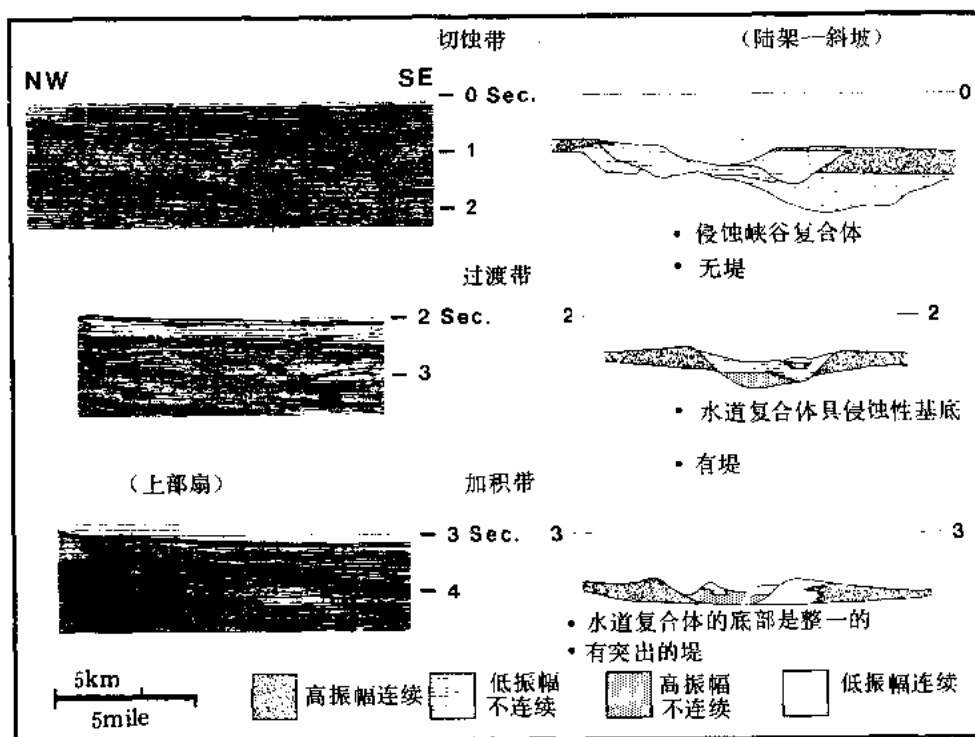 切蚀带
(陆架一斜坡)
NW
SE
0 Sec.
0
1
2
• 侵蚀峡谷复合体
• 无堤
过渡带
2 Sec.
2
2
3
• 水道复合体具侵蚀性基底
• 有堤
(上部扇)
加积带
3 Sec.
3
3
4
• 水道复合体的底部是整一的
• 有突出的堤
5km
5mile
高振幅连续
低振幅
不连续
高振幅
不连续
低振幅连续